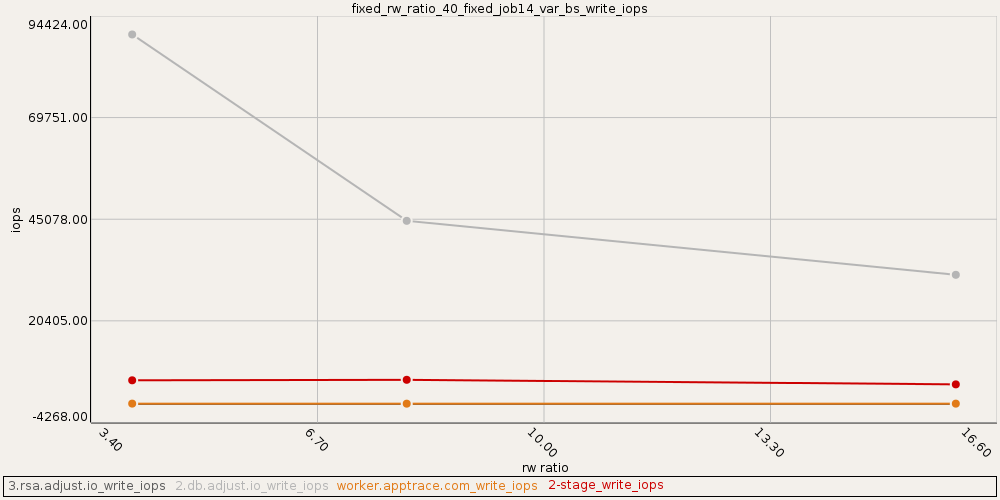 fixed_rw_ratio_40_fixed_job14_var_bs_write_iops
94424.00
69751.00
iops
45078.00
20405.00
-4268.00
3.40 6.70 10.00 13.30 16.60
rw ratio
3.rsa.adjust.io_write_iops 2.db.adjust.io_write_iops worker.apptrace.com_write_iops 2-stage_write_iops